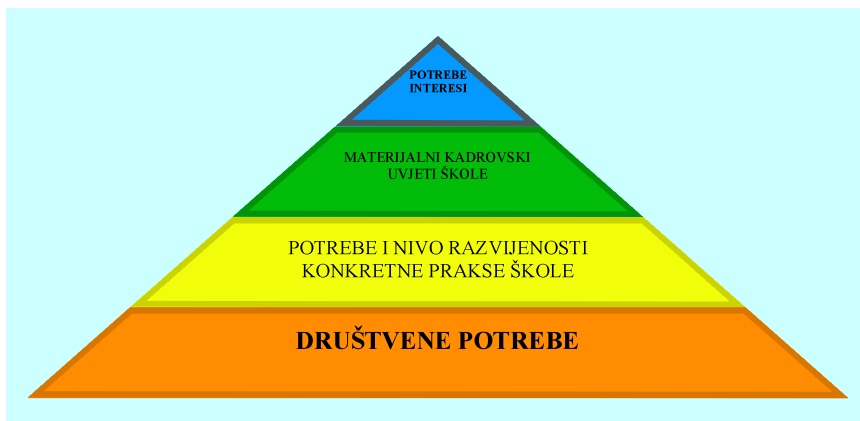 POTREBE
INTERESI
MATERIJALNI KADROVSKI
UVJETI ŠKOLE
POTREBE I NIVO RAZVIJENOSTI
KONKRETNE PRAKSE ŠKOLE
DRUŠTVENE POTREBE